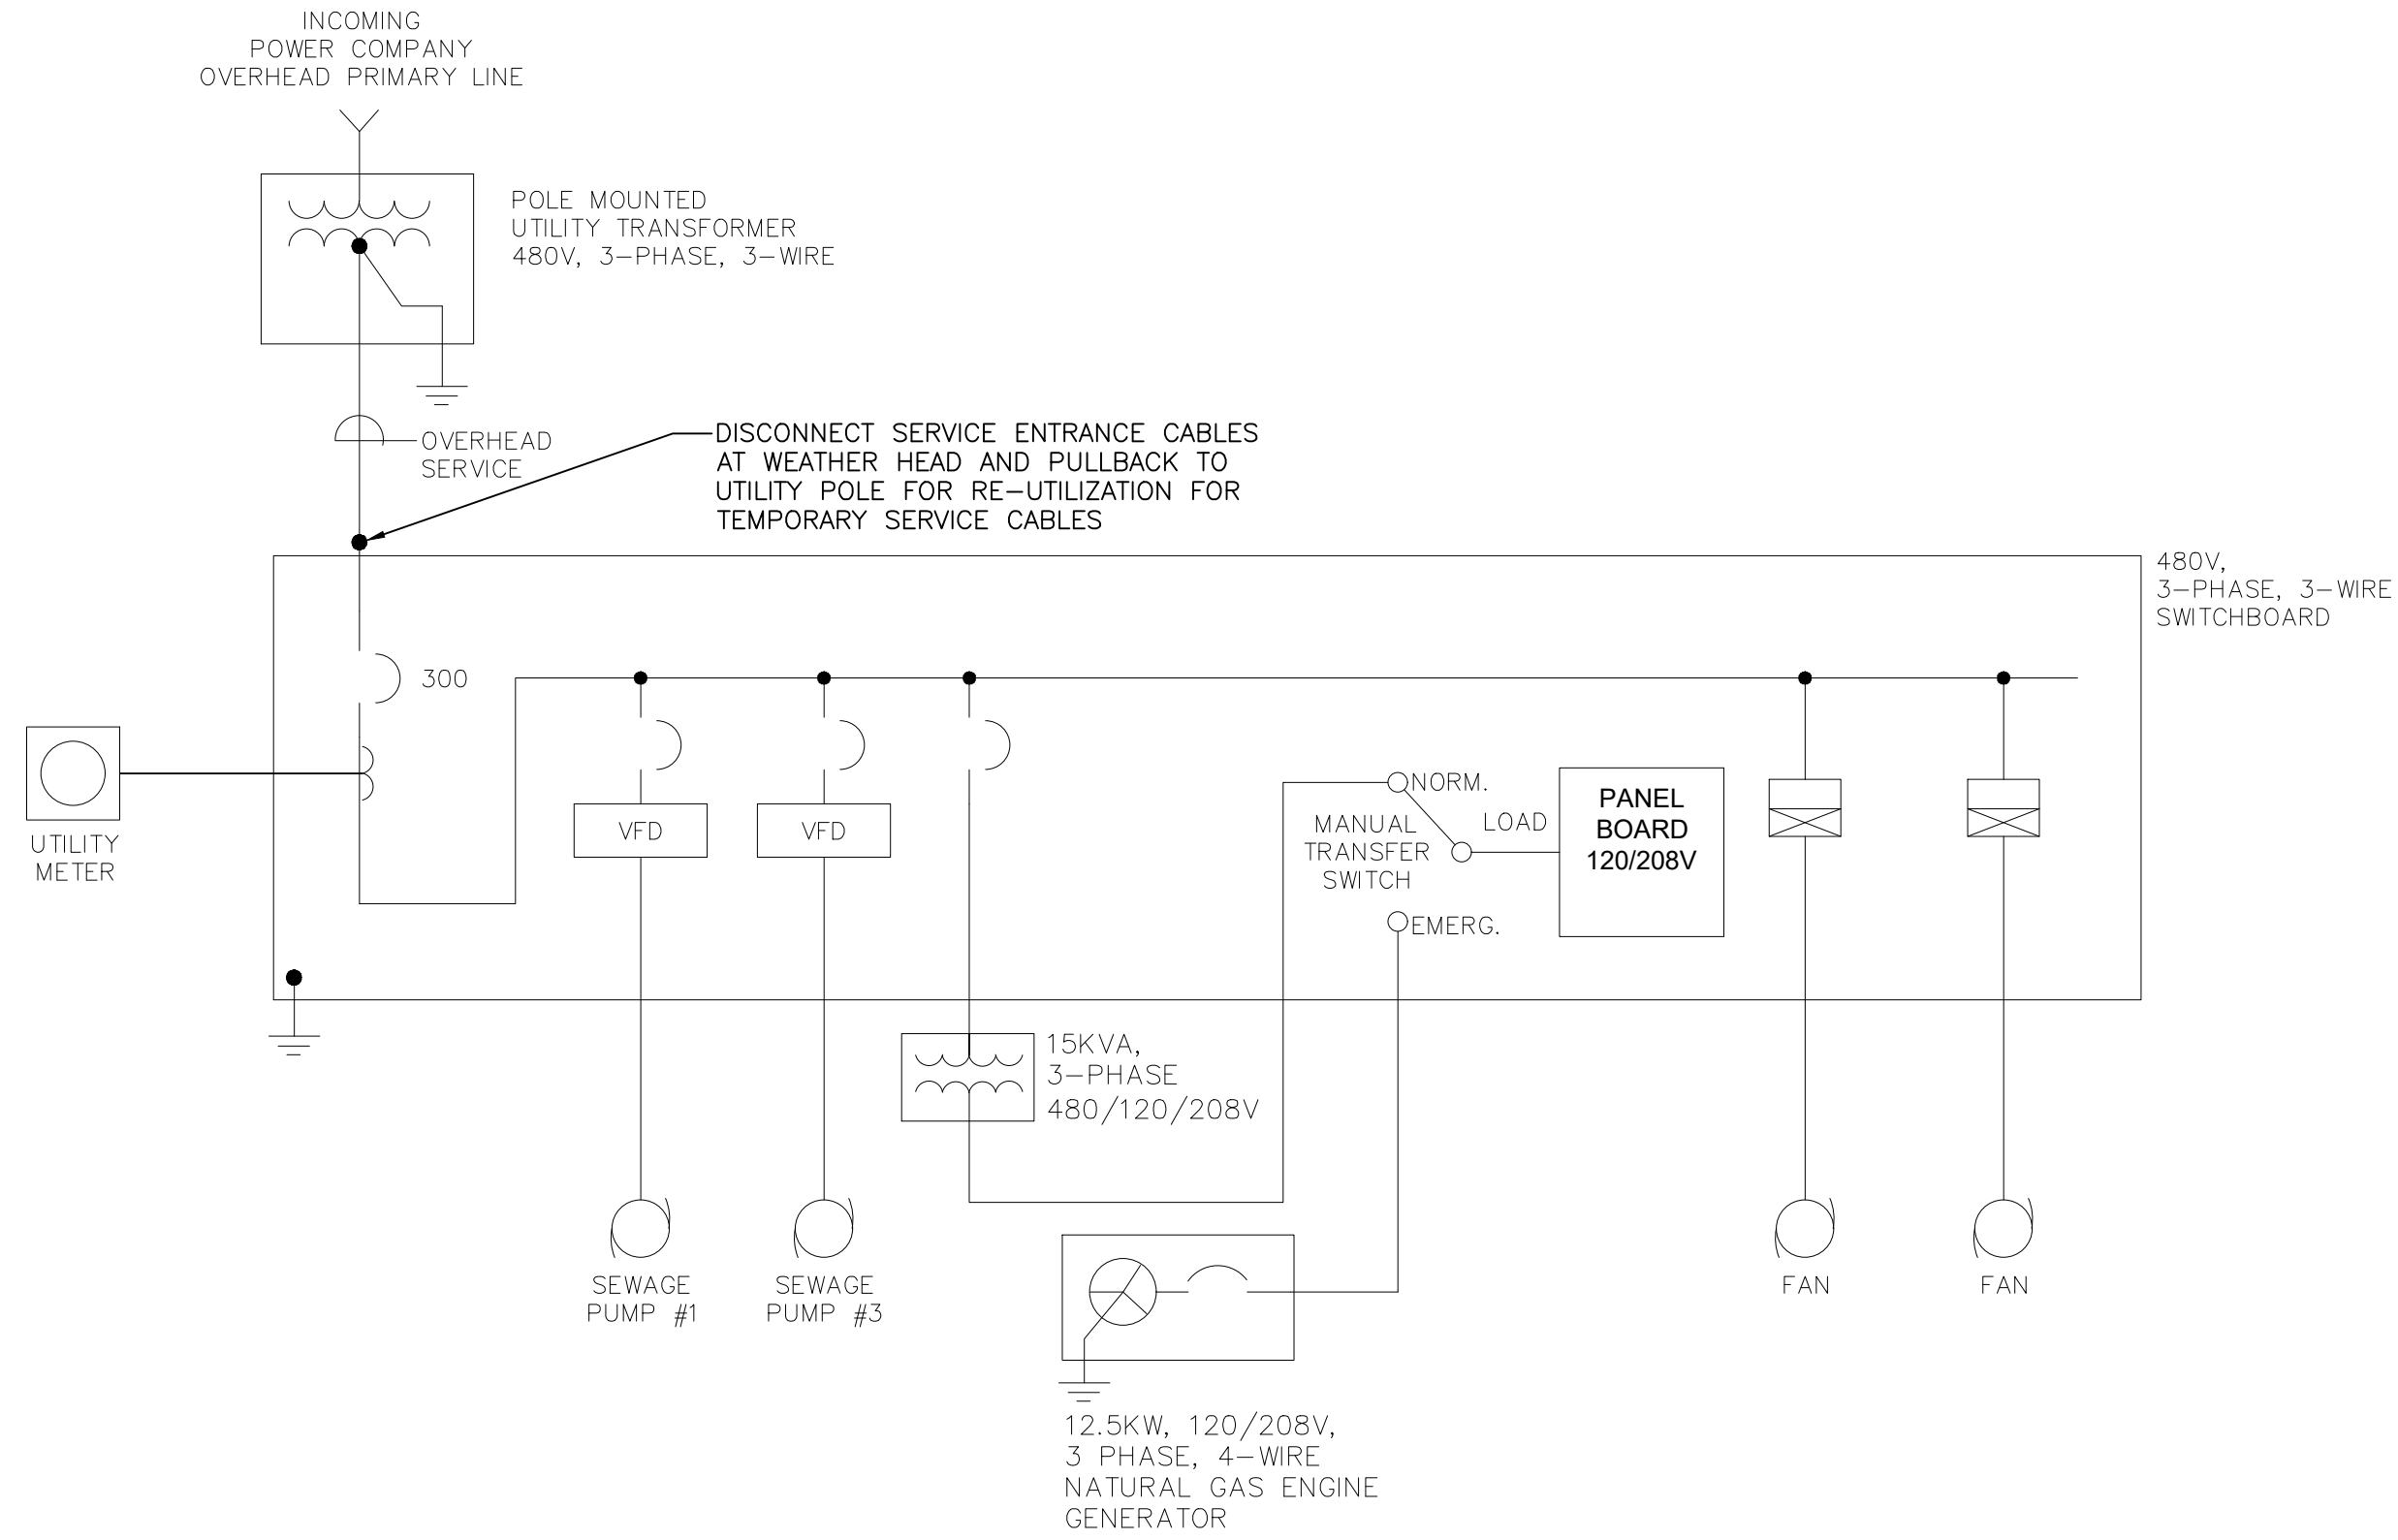 INCOMING
POWER COMPANY
OVERHEAD PRIMARY LINE
POLE MOUNTED
UTILITY TRANSFORMER
480V, 3-PHASE, 3-WIRE
OVERHEAD
SERVICE
DISCONNECT SERVICE ENTRANCE CABLES
AT WEATHER HEAD AND PULLBACK TO
UTILITY POLE FOR RE-UTILIZATION FOR
TEMPORARY SERVICE CABLES
480V,
3-PHASE, 3-WIRE
SWITCHBOARD
300
UTILITY
METER
VFD
VFD
NORM.
MANUAL
TRANSFER
SWITCH
LOAD
EMERG.
PANEL
BOARD
120/208V
15KVA,
3-PHASE
480/120/208V
SEWAGE
PUMP #1
SEWAGE
PUMP #3
FAN
FAN
12.5KW, 120/208V,
3 PHASE, 4-WIRE
NATURAL GAS ENGINE
GENERATOR